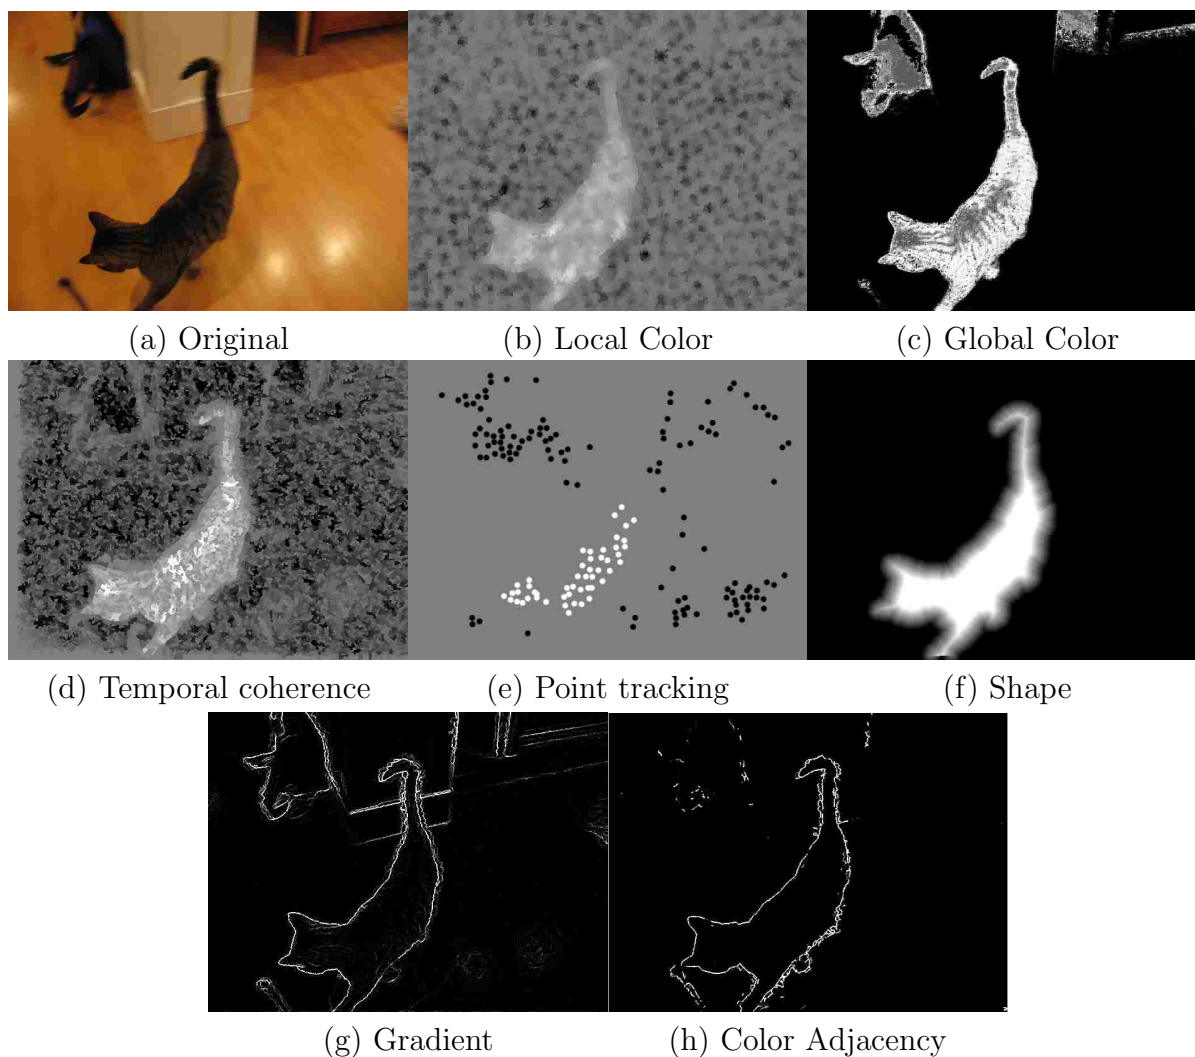 (a) Original
(b) Local Color
(c) Global Color
(d) Temporal coherence
(e) Point tracking
(f) Shape
(g) Gradient
(h) Color Adjacency